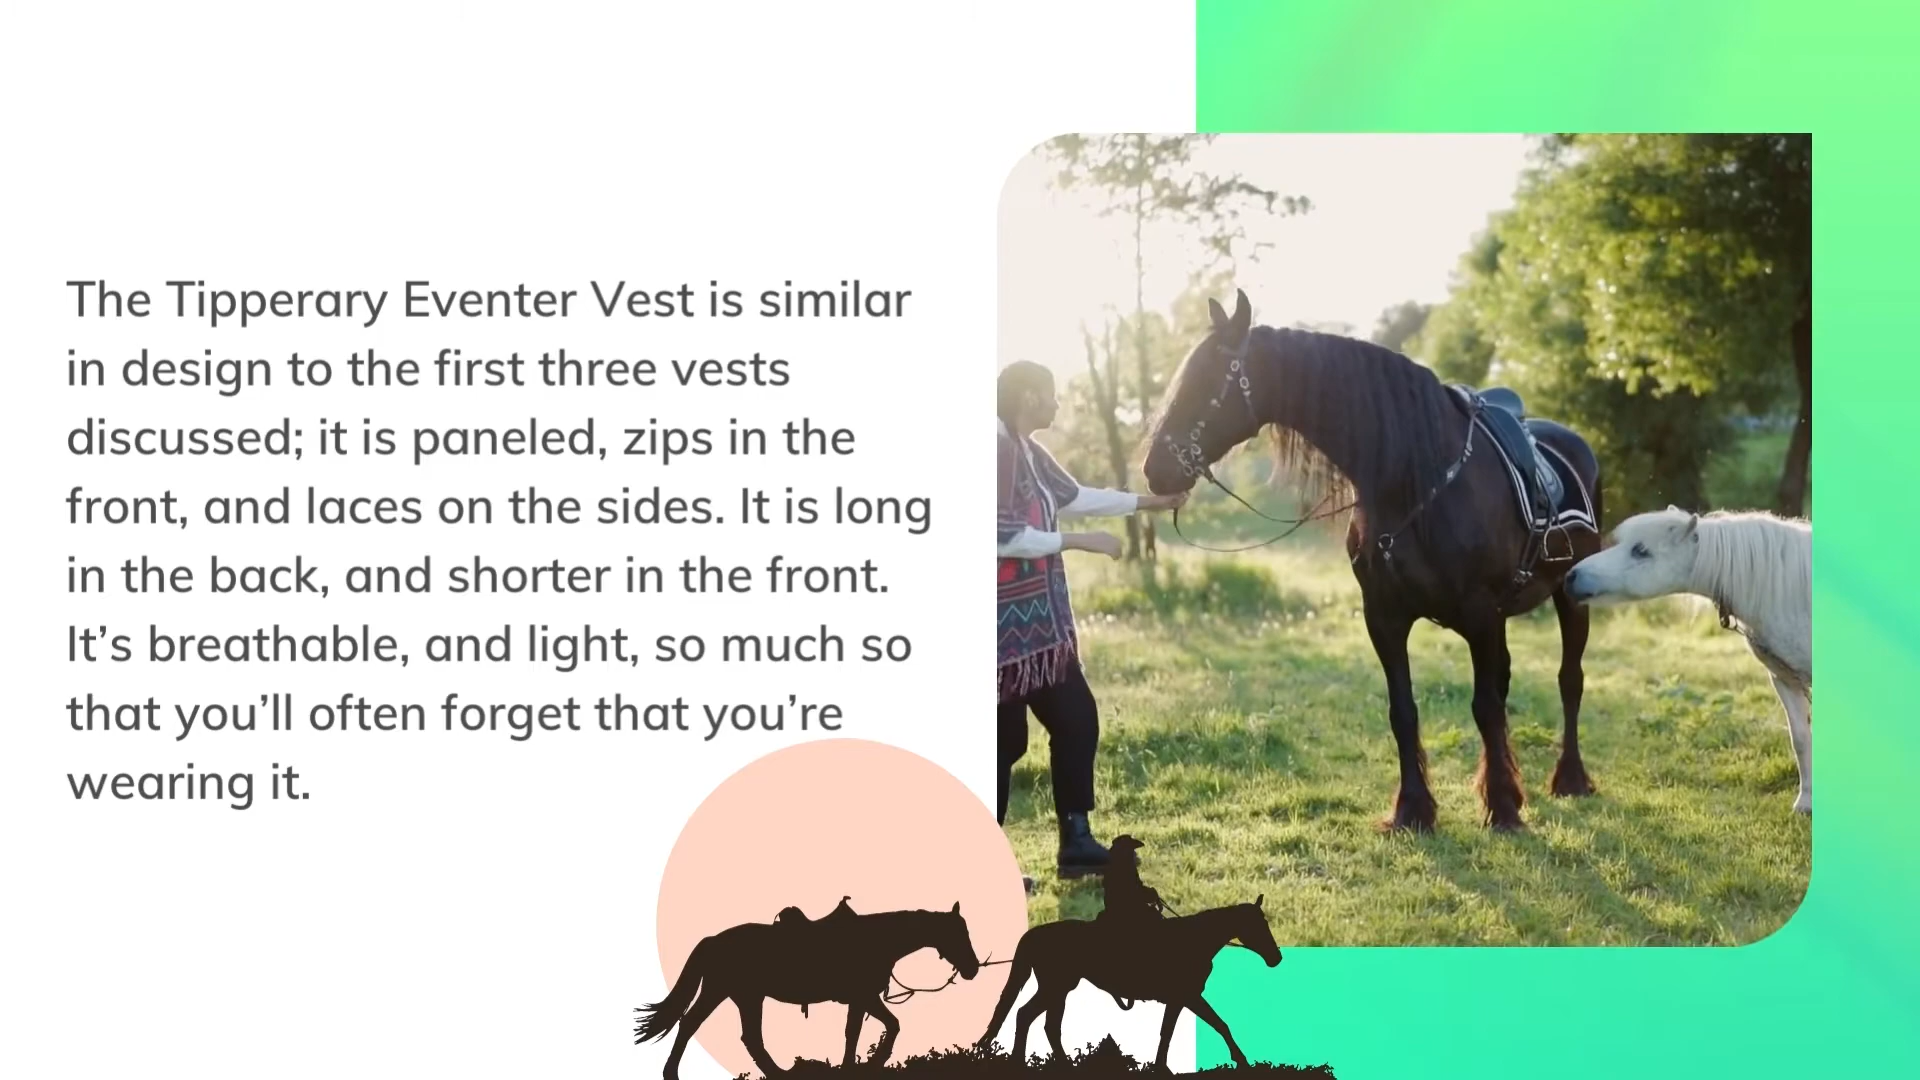 The Tipperary Eventer Vest is similar
in design to the first three vests
discussed; it is paneled, zips in the
front, and laces on the sides. It is long
in the back, and shorter in the front.
It’s breathable, and light, so much so
that you’ll often forget that you’re
wearing it.